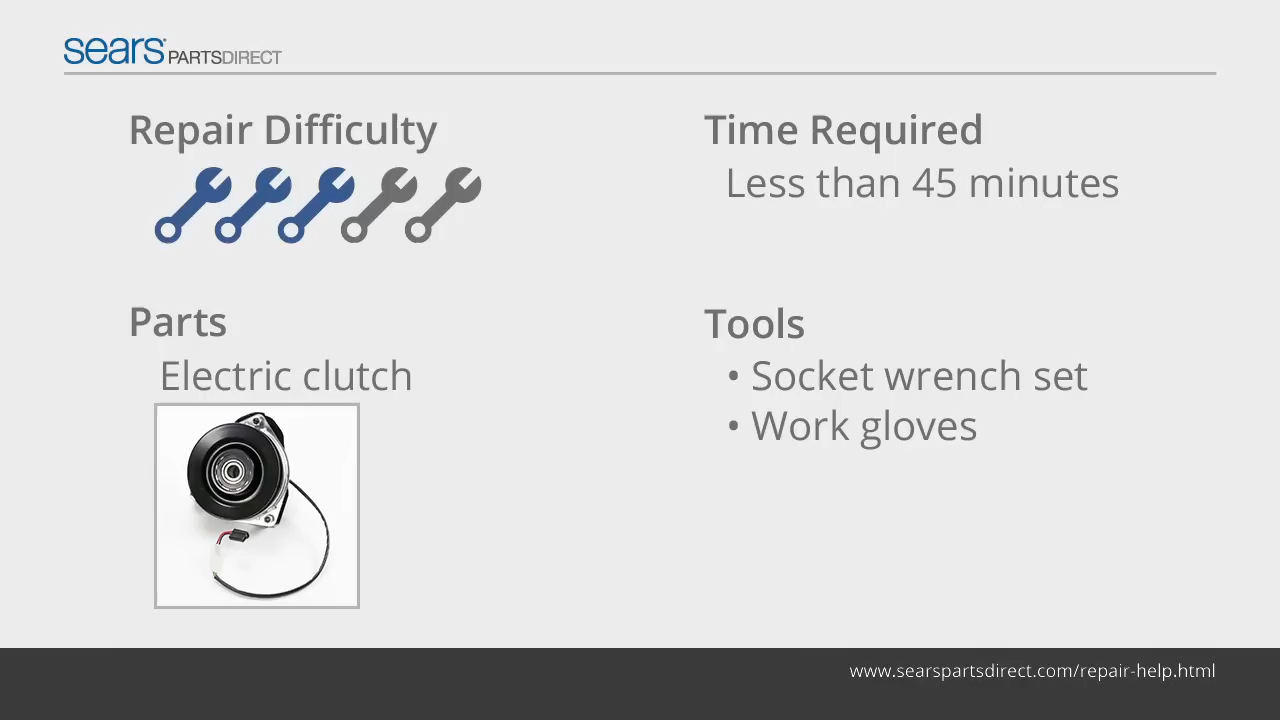 sears PARTSDIRECT
Repair Difficulty
Time Required
Less than 45 minutes
Parts
Electric clutch
Tools
• Socket wrench set
• Work gloves
www.searspartsdirect.com/repair-help.html